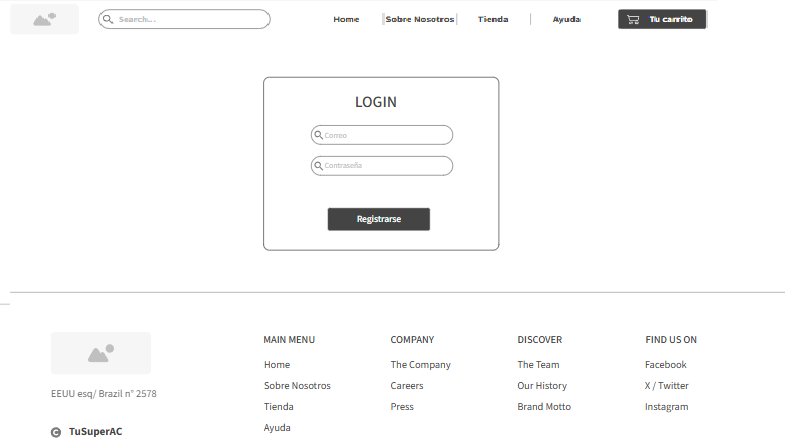 Search... Home Sobre Nosotros Tienda Ayuda Tu carrito
LOGIN
Correo
Contraseña
Registrarse
MAIN MENU COMPANY DISCOVER FIND US ON
Home The Company The Team Facebook
EEUU esq/ Brazil n° 2578 Sobre Nosotros Careers Our History X / Twitter
Tienda Press Brand Motto Instagram
© TuSuperAC Ayuda